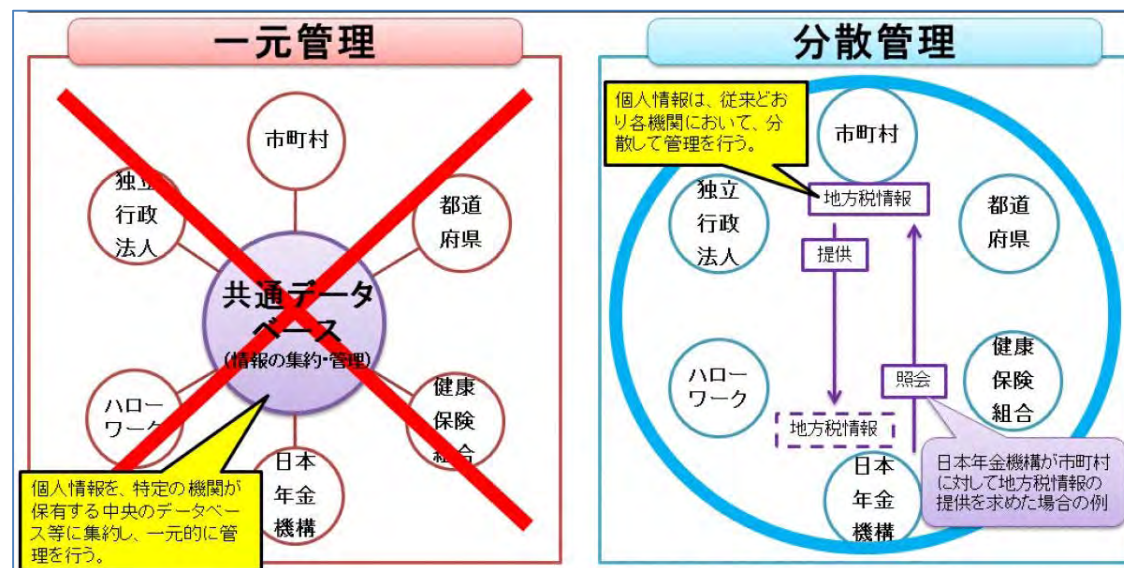 一元管理
市町村
独立
行政
法人
都道
府県
共通データ
ベース
(情報の集約・管理)
ハロー
ワーク
健康
保険
組合
日本
年金
機構
個人情報を、特定の機関が
保有する中央のデータベー
ス等に集約し、一元的に管
理を行う。
分散管理
個人情報は、従来どお
り各機関において、分
散して管理を行う。
市町村
地方税情報
独立
行政
法人
都道
府県
提供
照会
ハロー
ワーク
健康
保険
組合
地方税情報
日本
年金
機構
日本年金機構が市町村
に対して地方税情報の
提供を求めた場合の例